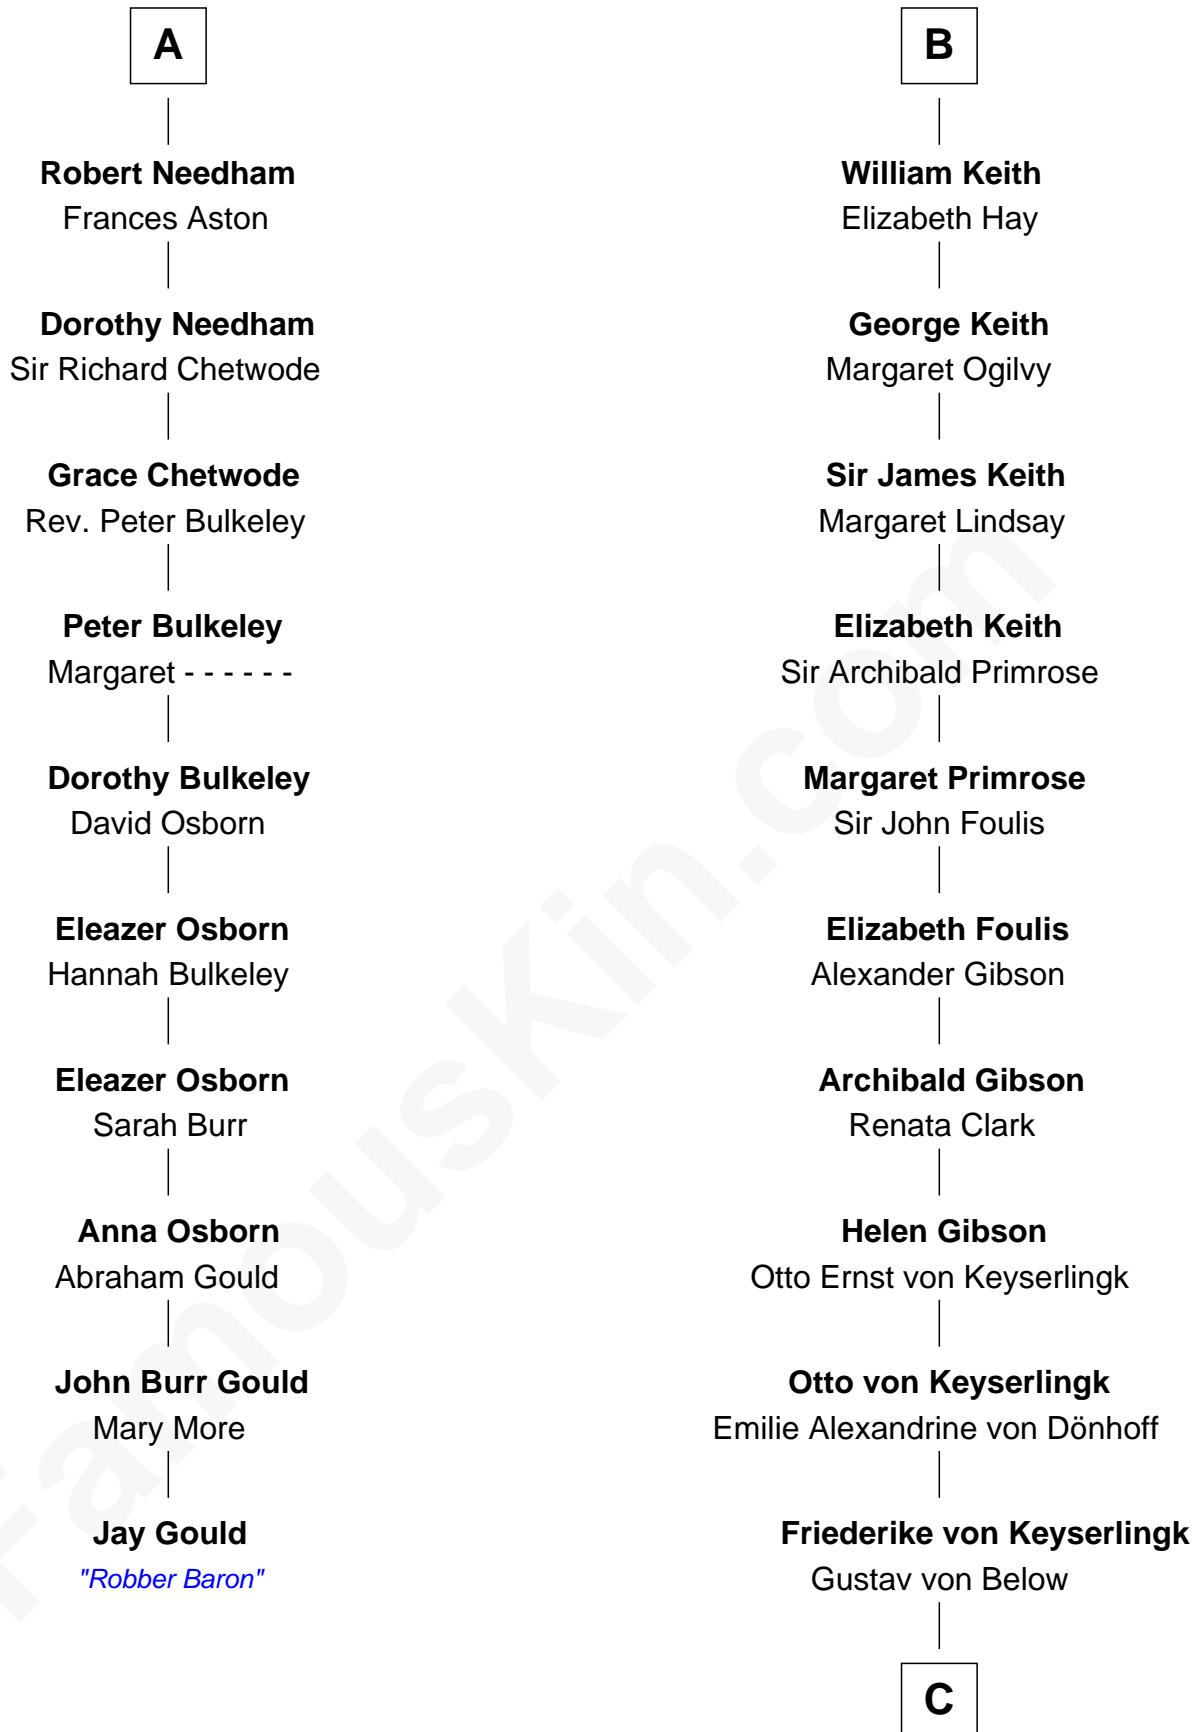 A
Robert Needham
Frances Aston
Dorothy Needham
Sir Richard Chetwode
Grace Chetwode
Rev. Peter Bulkeley
Peter Bulkeley
Margaret - - - - - -
Dorothy Bulkeley
David Osborn
Eleazer Osborn
Hannah Bulkeley
Eleazer Osborn
Sarah Burr
Anna Osborn
Abraham Gould
John Burr Gould
Mary More
Jay Gould
"Robber Baron"
B
William Keith
Elizabeth Hay
George Keith
Margaret Ogilvy
Sir James Keith
Margaret Lindsay
Elizabeth Keith
Sir Archibald Primrose
Margaret Primrose
Sir John Foulis
Elizabeth Foulis
Alexander Gibson
Archibald Gibson
Renata Clark
Helen Gibson
Otto Ernst von Keyserlingk
Otto von Keyserlingk
Emilie Alexandrine von Dönhoff
Friederike von Keyserlingk
Gustav von Below
C
FamousKin.com